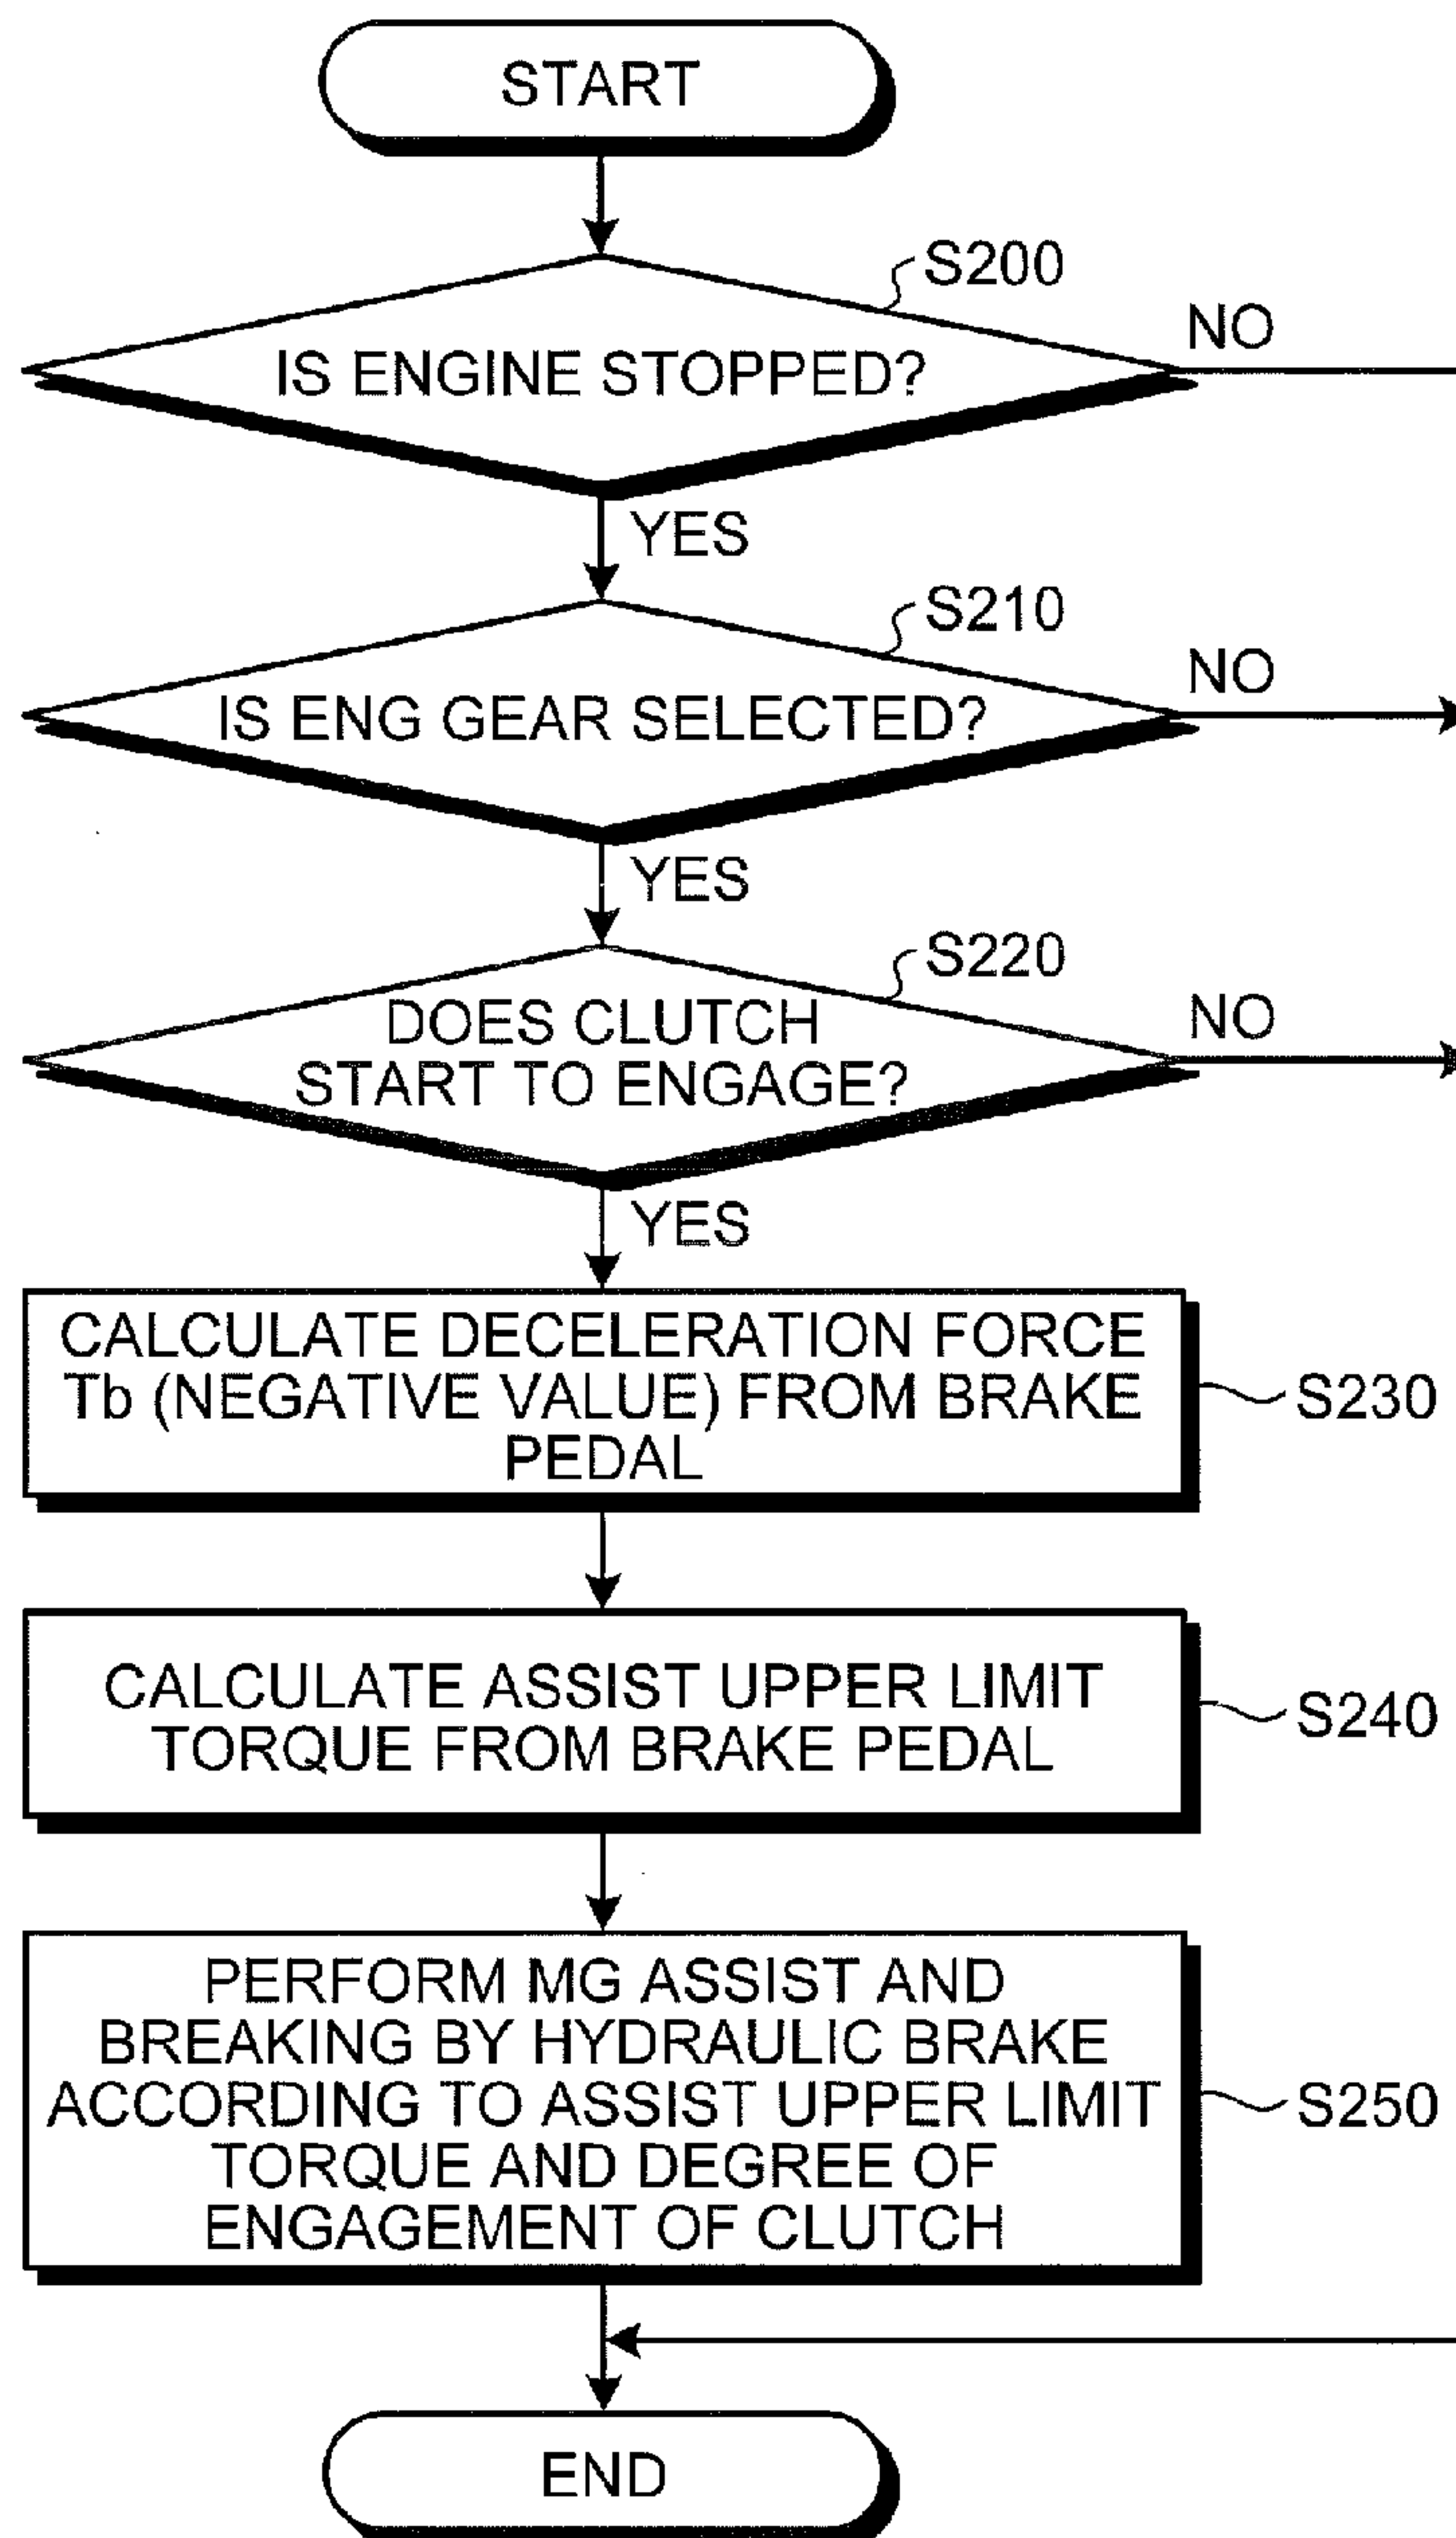 START
S200
NO
IS ENGINE STOPPED?
YES
S210
NO
IS ENG GEAR SELECTED?
YES
S220
NO
DOES CLUTCH
START TO ENGAGE?
YES
CALCULATE DECELERATION FORCE
Tb (NEGATIVE VALUE) FROM BRAKE
PEDAL
S230
CALCULATE ASSIST UPPER LIMIT
TORQUE FROM BRAKE PEDAL
S240
PERFORM MG ASSIST AND
BREAKING BY HYDRAULIC BRAKE
ACCORDING TO ASSIST UPPER LIMIT
TORQUE AND DEGREE OF
ENGAGEMENT OF CLUTCH
S250
END